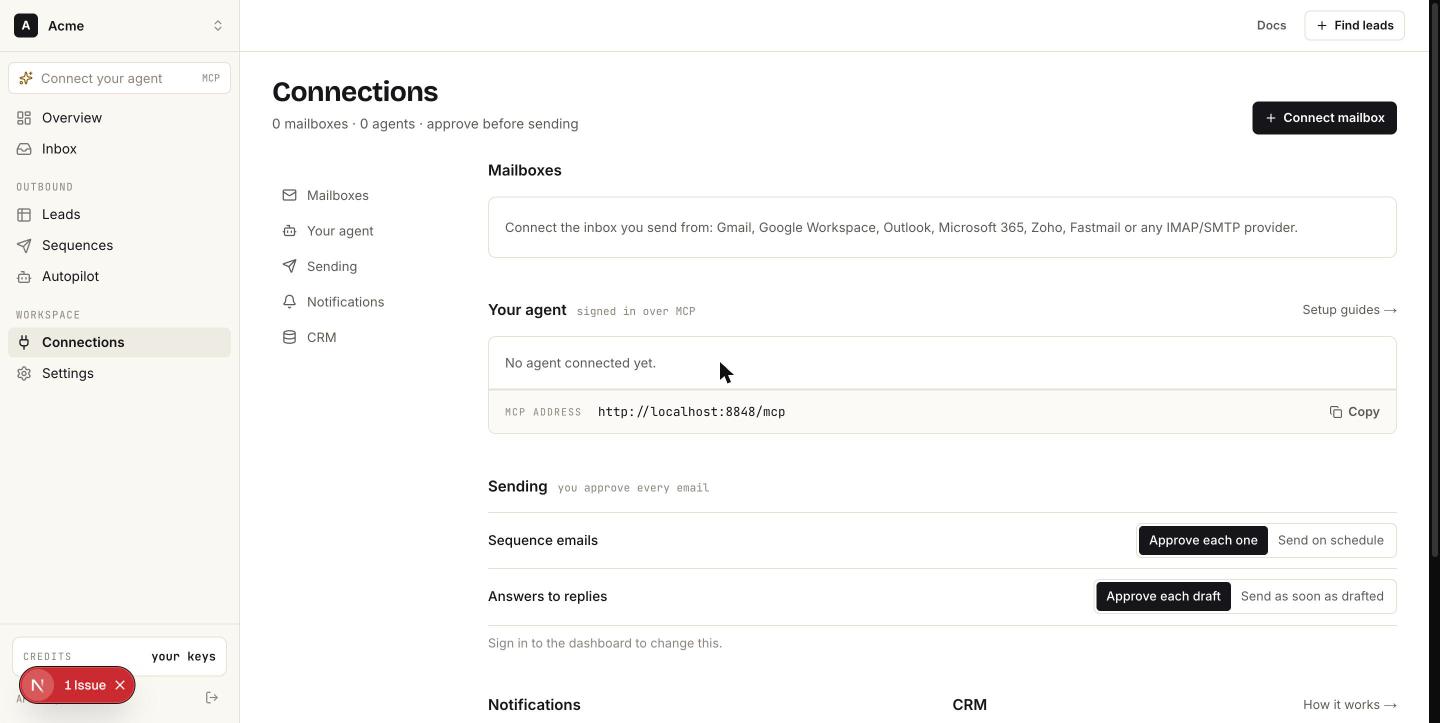 A Acme
Docs
Find leads
Connect your agent MCP
Overview
Inbox
OUTBOUND
Leads
Sequences
Autopilot
WORKSPACE
Connections
Settings
CREDITS your keys
N 1 Issue
Connections
0 mailboxes · 0 agents · approve before sending
+ Connect mailbox
Mailboxes
Your agent
Sending
Notifications
CRM
Mailboxes
Connect the inbox you send from: Gmail, Google Workspace, Outlook, Microsoft 365, Zoho, Fastmail or any IMAP/SMTP provider.
Your agent signed in over MCP Setup guides →
No agent connected yet.
MCP ADDRESS http://localhost:8848/mcp Copy
Sending you approve every email
Sequence emails Approve each one Send on schedule
Answers to replies Approve each draft Send as soon as drafted
Sign in to the dashboard to change this.
Notifications CRM How it works →